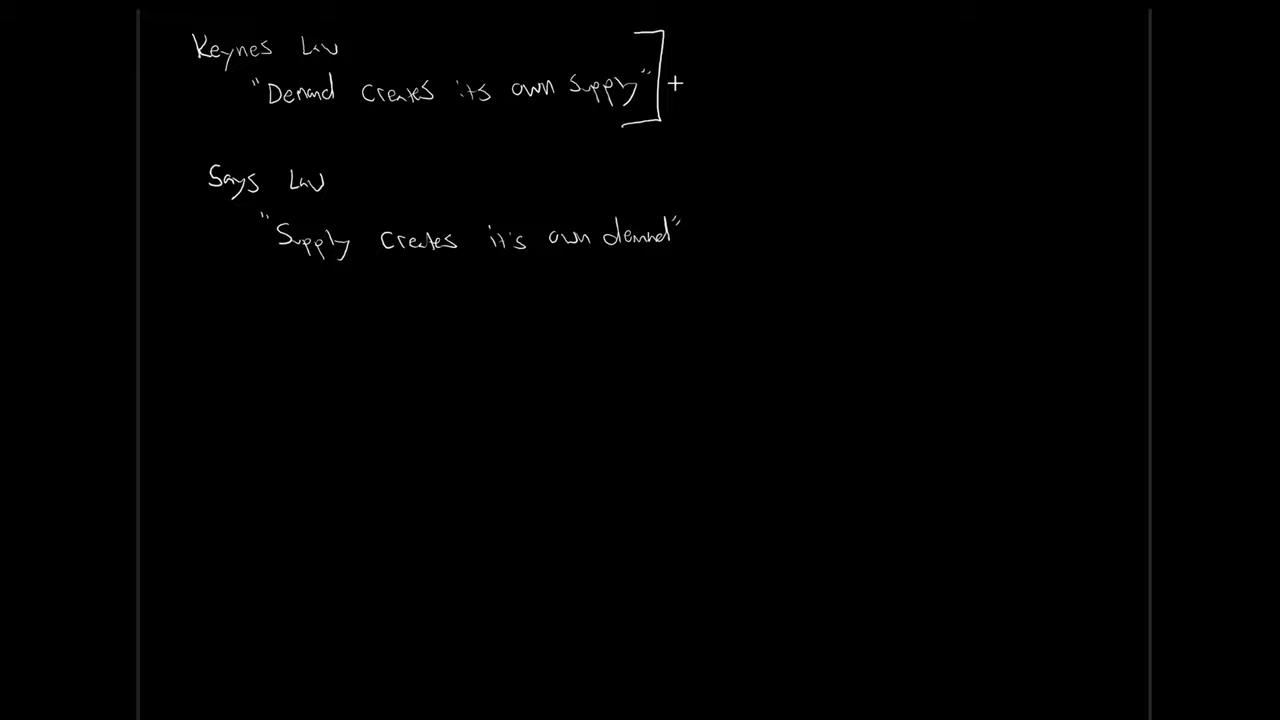 Keynes Law
"Demand creates its own supply" +
Says Law
"Supply creates it's own demand"